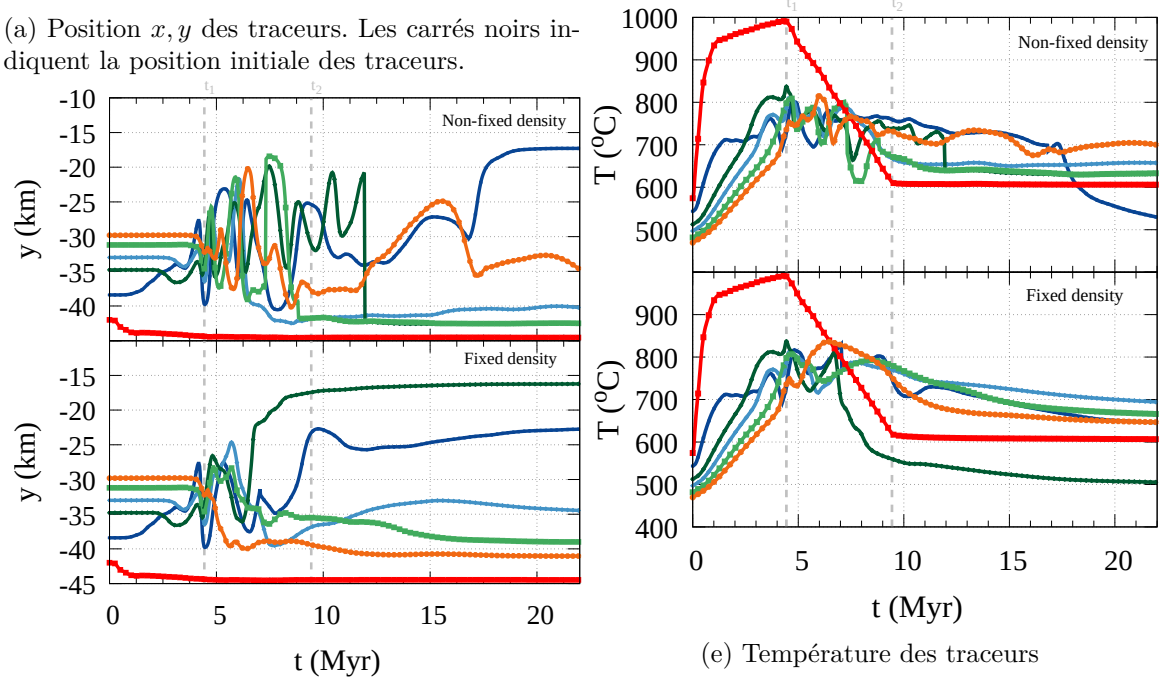 (a) Position x, y des traceurs. Les carrés noirs in-
diquent la position initiale des traceurs.
t₁
t₂
-10
-15
-20
-25
-30
-35
-40
y (km)
Non-fixed density
-15
-20
-25
-30
-35
-40
-45
y (km)
Fixed density
0
5
10
15
20
t (Myr)
t₁
t₂
1000
900
800
700
600
500
T (°C)
Non-fixed density
900
800
700
600
500
400
T (°C)
Fixed density
0
5
10
15
20
t (Myr)
(e) Température des traceurs